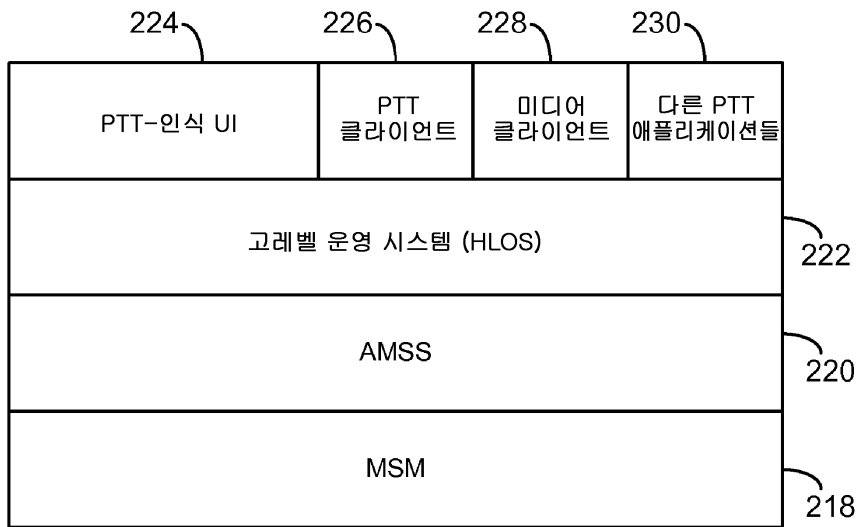 224
226
228
230
PTT-인식 UI
PTT
클라이언트
미디어
클라이언트
다른 PTT
애플리케이션들
고레벨 운영 시스템 (HLOS)
222
AMSS
220
MSM
218